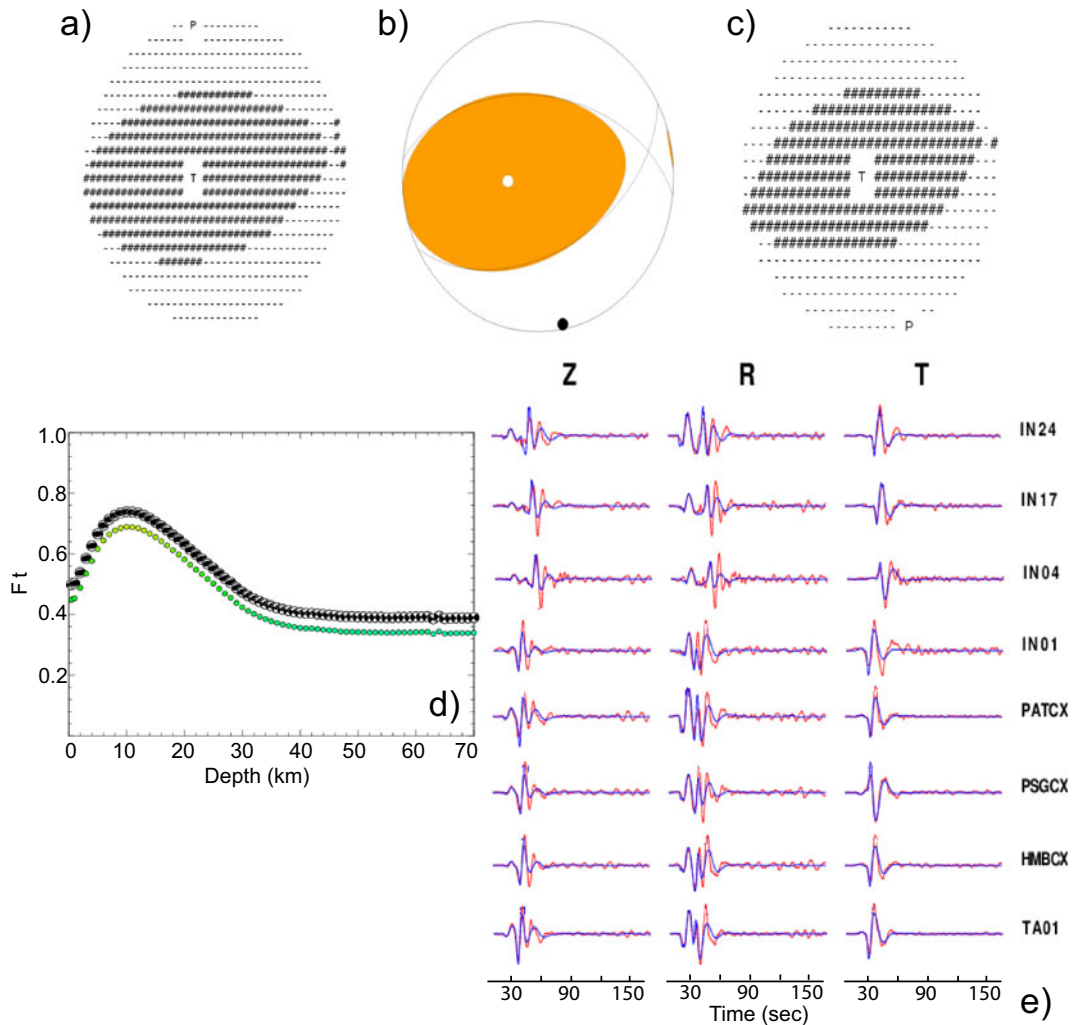 a)
b)
c)
P
T
T
P
Z
R
T
IN24
IN17
IN04
IN01
PATCX
PSGCX
HMBCX
TA01
1.0
0.8
0.6
0.4
0.2
Ft
0 10 20 30 40 50 60 70
Depth (km)
d)
30 90 150
30 90 150
30 90 150
Time (sec)
e)